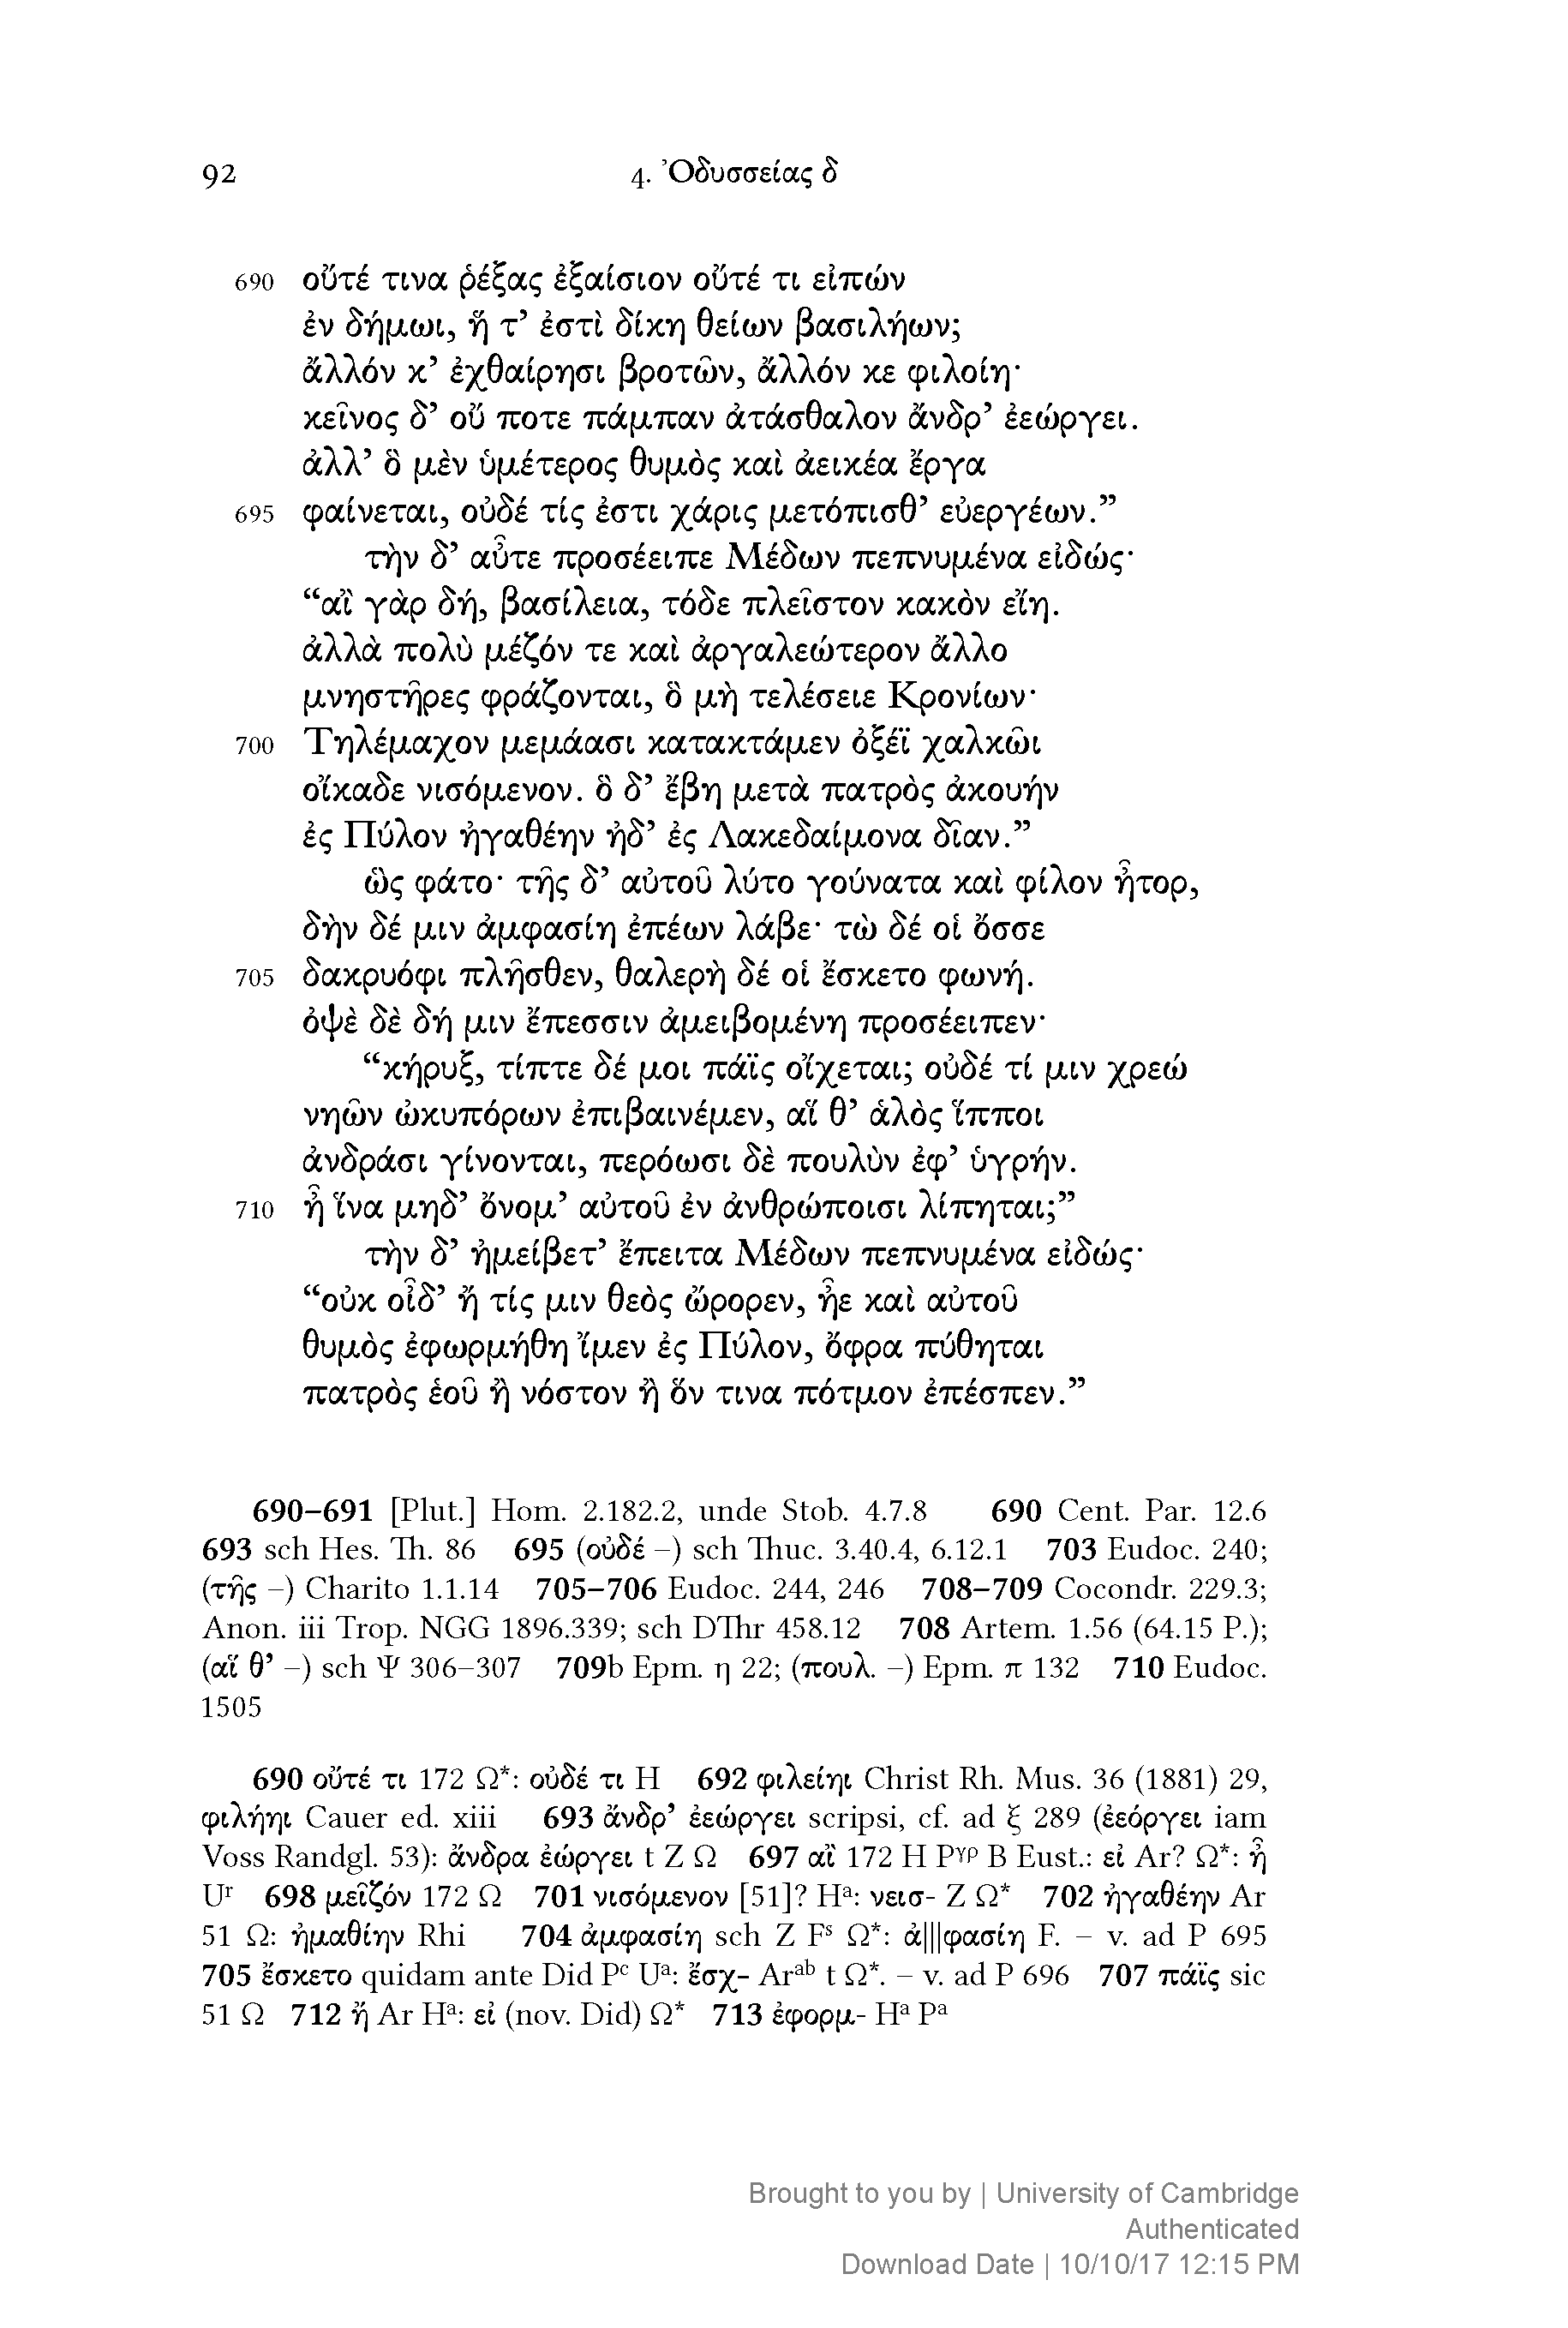 92 4. Ὀδυσσείας δ
690 οὔτέ τινα ῥέξας ἐξαίσιον οὔτέ τι εἰπών
ἐν δήμωι, ἥ τ’ ἐστὶ δίκη θείων βασιλήων;
ἄλλόν κ’ ἐχθαίρησι βροτῶν, ἄλλόν κε φιλοίη·
κεῖνος δ’ οὔ ποτε πάμπαν ἀτάσθαλον ἄνδρ’ ἐεώργει.
ἀλλ’ ὃ μὲν ὑμέτερος θυμὸς καὶ ἀεικέα ἔργα
695 φαίνεται, οὐδέ τίς ἐστι χάρις μετόπισθ’ εὐεργέων.”
τὴν δ’ αὖτε προσέειπε Μέδων πεπνυμένα εἰδώς·
“αἲ γὰρ δή, βασίλεια, τόδε πλεῖστον κακὸν εἴη.
ἀλλὰ πολὺ μέζόν τε καὶ ἀργαλεώτερον ἄλλο
μνηστῆρες φράζονται, ὃ μὴ τελέσειε Κρονίων·
700 Τηλέμαχον μεμάασι κατακτάμεν ὀξέϊ χαλκῶι
οἴκαδε νισόμενον. ὃ δ’ ἔβη μετὰ πατρὸς ἀκουήν
ἐς Πύλον ἠγαθέην ἠδ’ ἐς Λακεδαίμονα δῖαν.”
ὣς φάτο· τῆς δ’ αὐτοῦ λύτο γούνατα καὶ φίλον ἦτορ,
δὴν δέ μιν ἀμφασίη ἐπέων λάβε· τὼ δέ οἱ ὄσσε
705 δακρυόφι πλῆσθεν, θαλερὴ δέ οἱ ἔσκετο φωνή.
ὀψὲ δὲ δή μιν ἔπεσσιν ἀμειβομένη προσέειπεν·
“κήρυξ, τίπτε δέ μοι πάϊς οἴχεται; οὐδέ τί μιν χρεώ
νηῶν ὠκυπόρων ἐπιβαινέμεν, αἵ θ’ ἁλὸς ἵπποι
ἀνδράσι γίνονται, περόωσι δὲ πουλὺν ἐφ’ ὑγρήν.
710 ἦ ἵνα μηδ’ ὄνομ’ αὐτοῦ ἐν ἀνθρώποισι λίπηται;”
τὴν δ’ ἠμείβετ’ ἔπειτα Μέδων πεπνυμένα εἰδώς·
“οὐκ οἶδ’ ἤ τίς μιν θεὸς ὤρορεν, ἦε καὶ αὐτοῦ
θυμὸς ἐφωρμήθη ἴμεν ἐς Πύλον, ὄφρα πύθηται
πατρὸς ἑοῦ ἢ νόστον ἢ ὅν τινα πότμον ἐπέσπεν.”
690–691 [Plut.] Hom. 2.182.2, unde Stob. 4.7.8 690 Cent. Par. 12.6
693 sch Hes. Th. 86 695 (οὐδέ –) sch Thuc. 3.40.4, 6.12.1 703 Eudoc. 240;
(τῆς –) Charito 1.1.14 705–706 Eudoc. 244, 246 708–709 Cocondr. 229.3;
Anon. iii Trop. NGG 1896.339; sch DThr 458.12 708 Artem. 1.56 (64.15 P.);
(αἵ θ’ –) sch Ψ 306–307 709b Epm. η 22; (πουλ. –) Epm. π 132 710 Eudoc.
1505
690 οὔτέ τι 172 Ω*: οὐδέ τι H 692 φιλείηι Christ Rh. Mus. 36 (1881) 29,
φιλήηι Cauer ed. xiii 693 ἄνδρ’ ἐεώργει scripsi, cf. ad ξ 289 (ἐεόργει iam
Voss Randgl. 53): ἄνδρα ἐώργει t Z Ω 697 αἲ 172 H Pγρ B Eust.: εἰ Ar? Ω*: ἦ
Ur 698 μεῖζόν 172 Ω 701 νισόμενον [51]? Ha: νεισ- Z Ω* 702 ἠγαθέην Ar
51 Ω: ἠμαθίην Rhi 704 ἀμφασίη sch Z Fs Ω*: ἀ|||φασίη F. – v. ad Ρ 695
705 ἔσκετο quidam ante Did Pc Ua: ἔσχ- Arab t Ω*. – v. ad Ρ 696 707 πάϊς sic
51 Ω 712 ἤ Ar Ha: εἰ (nov. Did) Ω* 713 ἐφορμ- Ha Pa
Brought to you by | University of Cambridge
Authenticated
Download Date | 10/10/17 12:15 PM